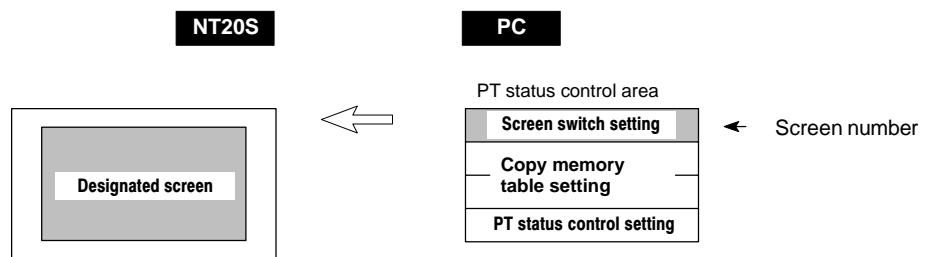 NT20S
PC
PT status control area
Screen switch setting
Screen number
Copy memory
table setting
Designated screen
PT status control setting